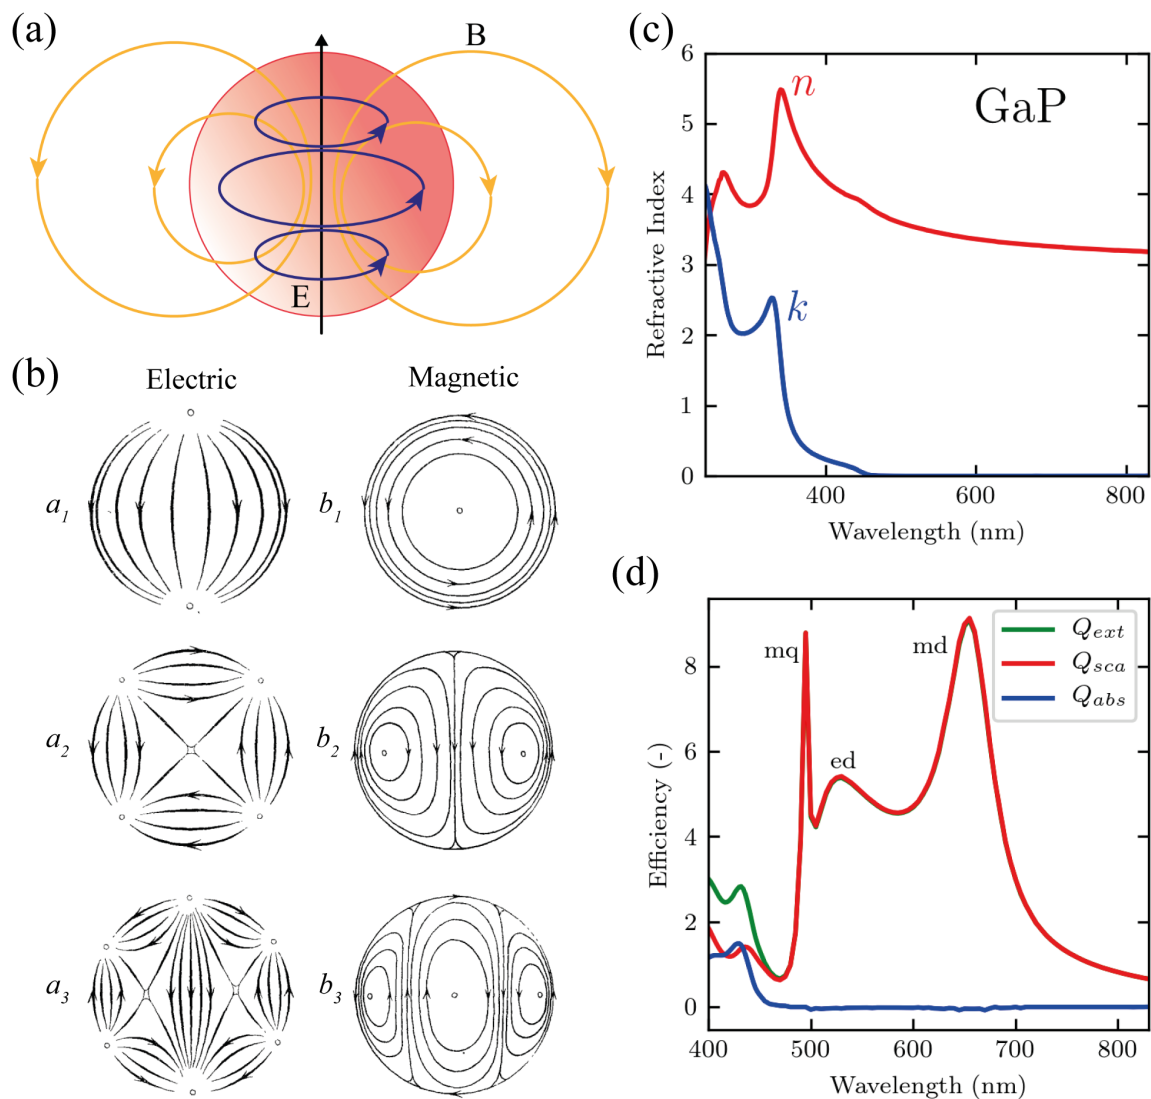 (a)
B
E
(b)
Electric
Magnetic
a1
b1
a2
b2
a3
b3
(c)
6
5
4
3
2
1
0
Refractive Index
GaP
n
k
400
600
800
Wavelength (nm)
(d)
8
6
4
2
0
Efficiency (-)
mq
ed
md
Qext
Qsca
Qabs
400
500
600
700
800
Wavelength (nm)